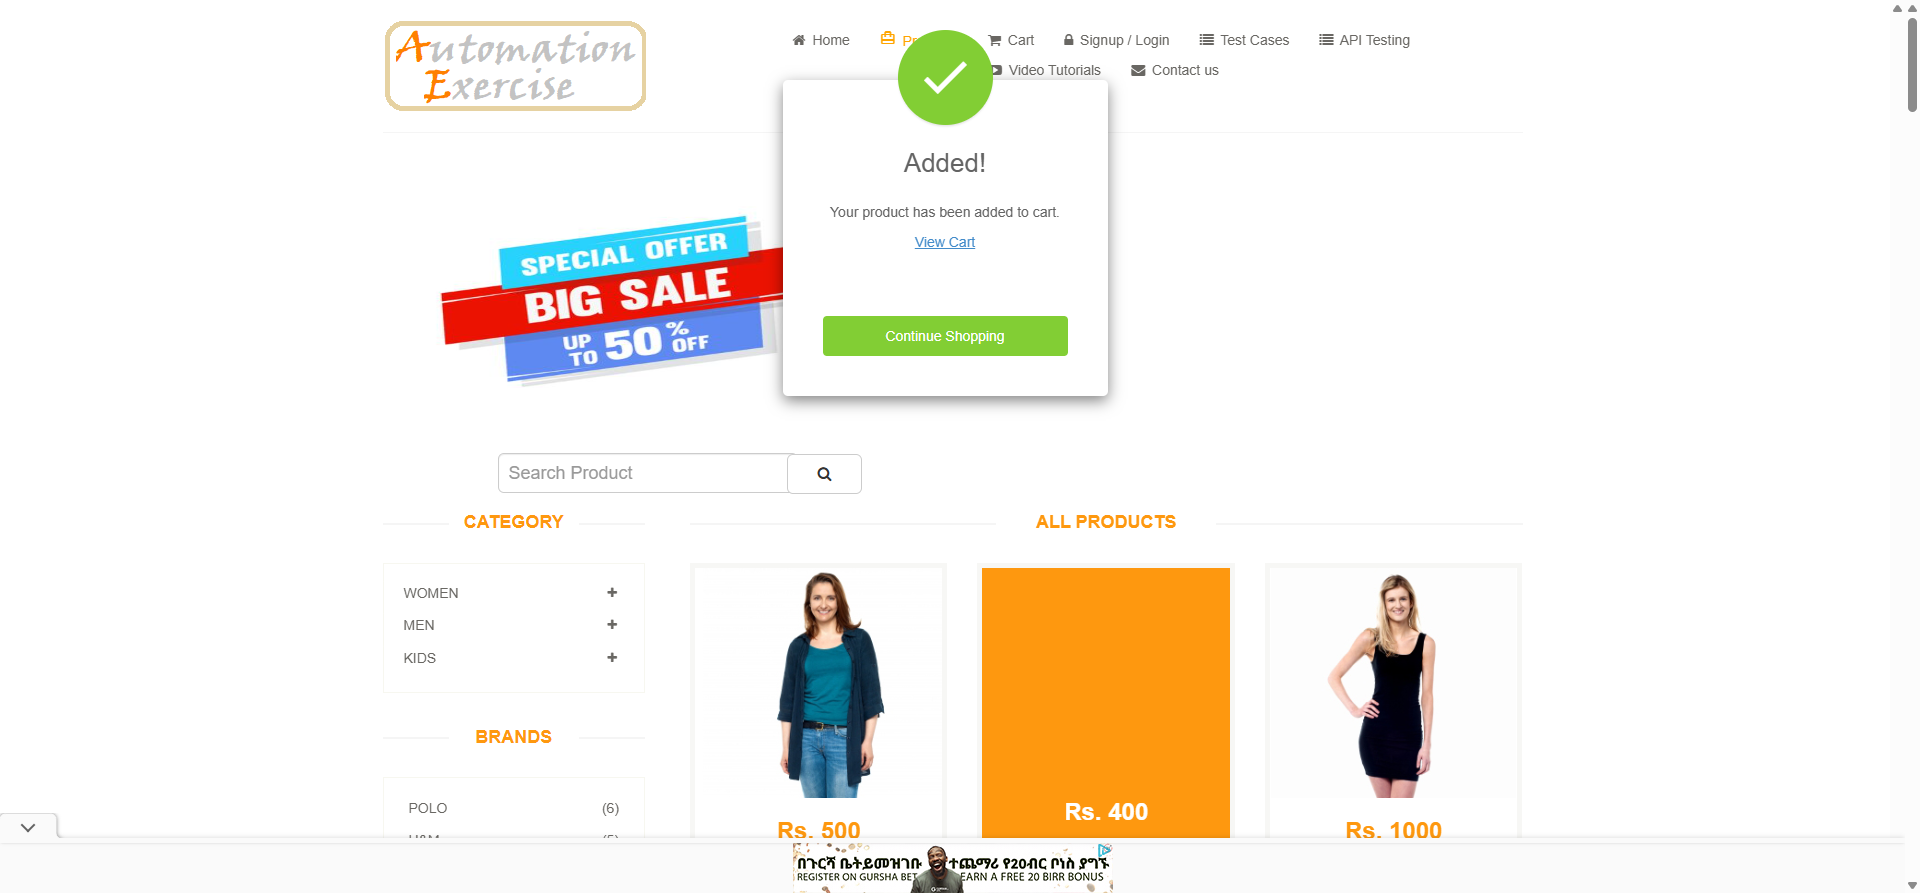 Automation
Exercise
Home
Cart
Signup / Login
Test Cases
API Testing
Video Tutorials
Contact us
Added!
Your product has been added to cart.
View Cart
Continue Shopping
SPECIAL OFFER
BIG SALE
UP TO 50% OFF
Search Product
CATEGORY
WOMEN
MEN
KIDS
BRANDS
POLO (6)
ALL PRODUCTS
Rs. 500
Rs. 400
Rs. 1000
በጉርሻ ቤት ይመዝገቡ ተጨማሪ የ20ብር ቦነስ ያግኙ
REGISTER ON GURSHA BET EARN A FREE 20 BIRR BONUS